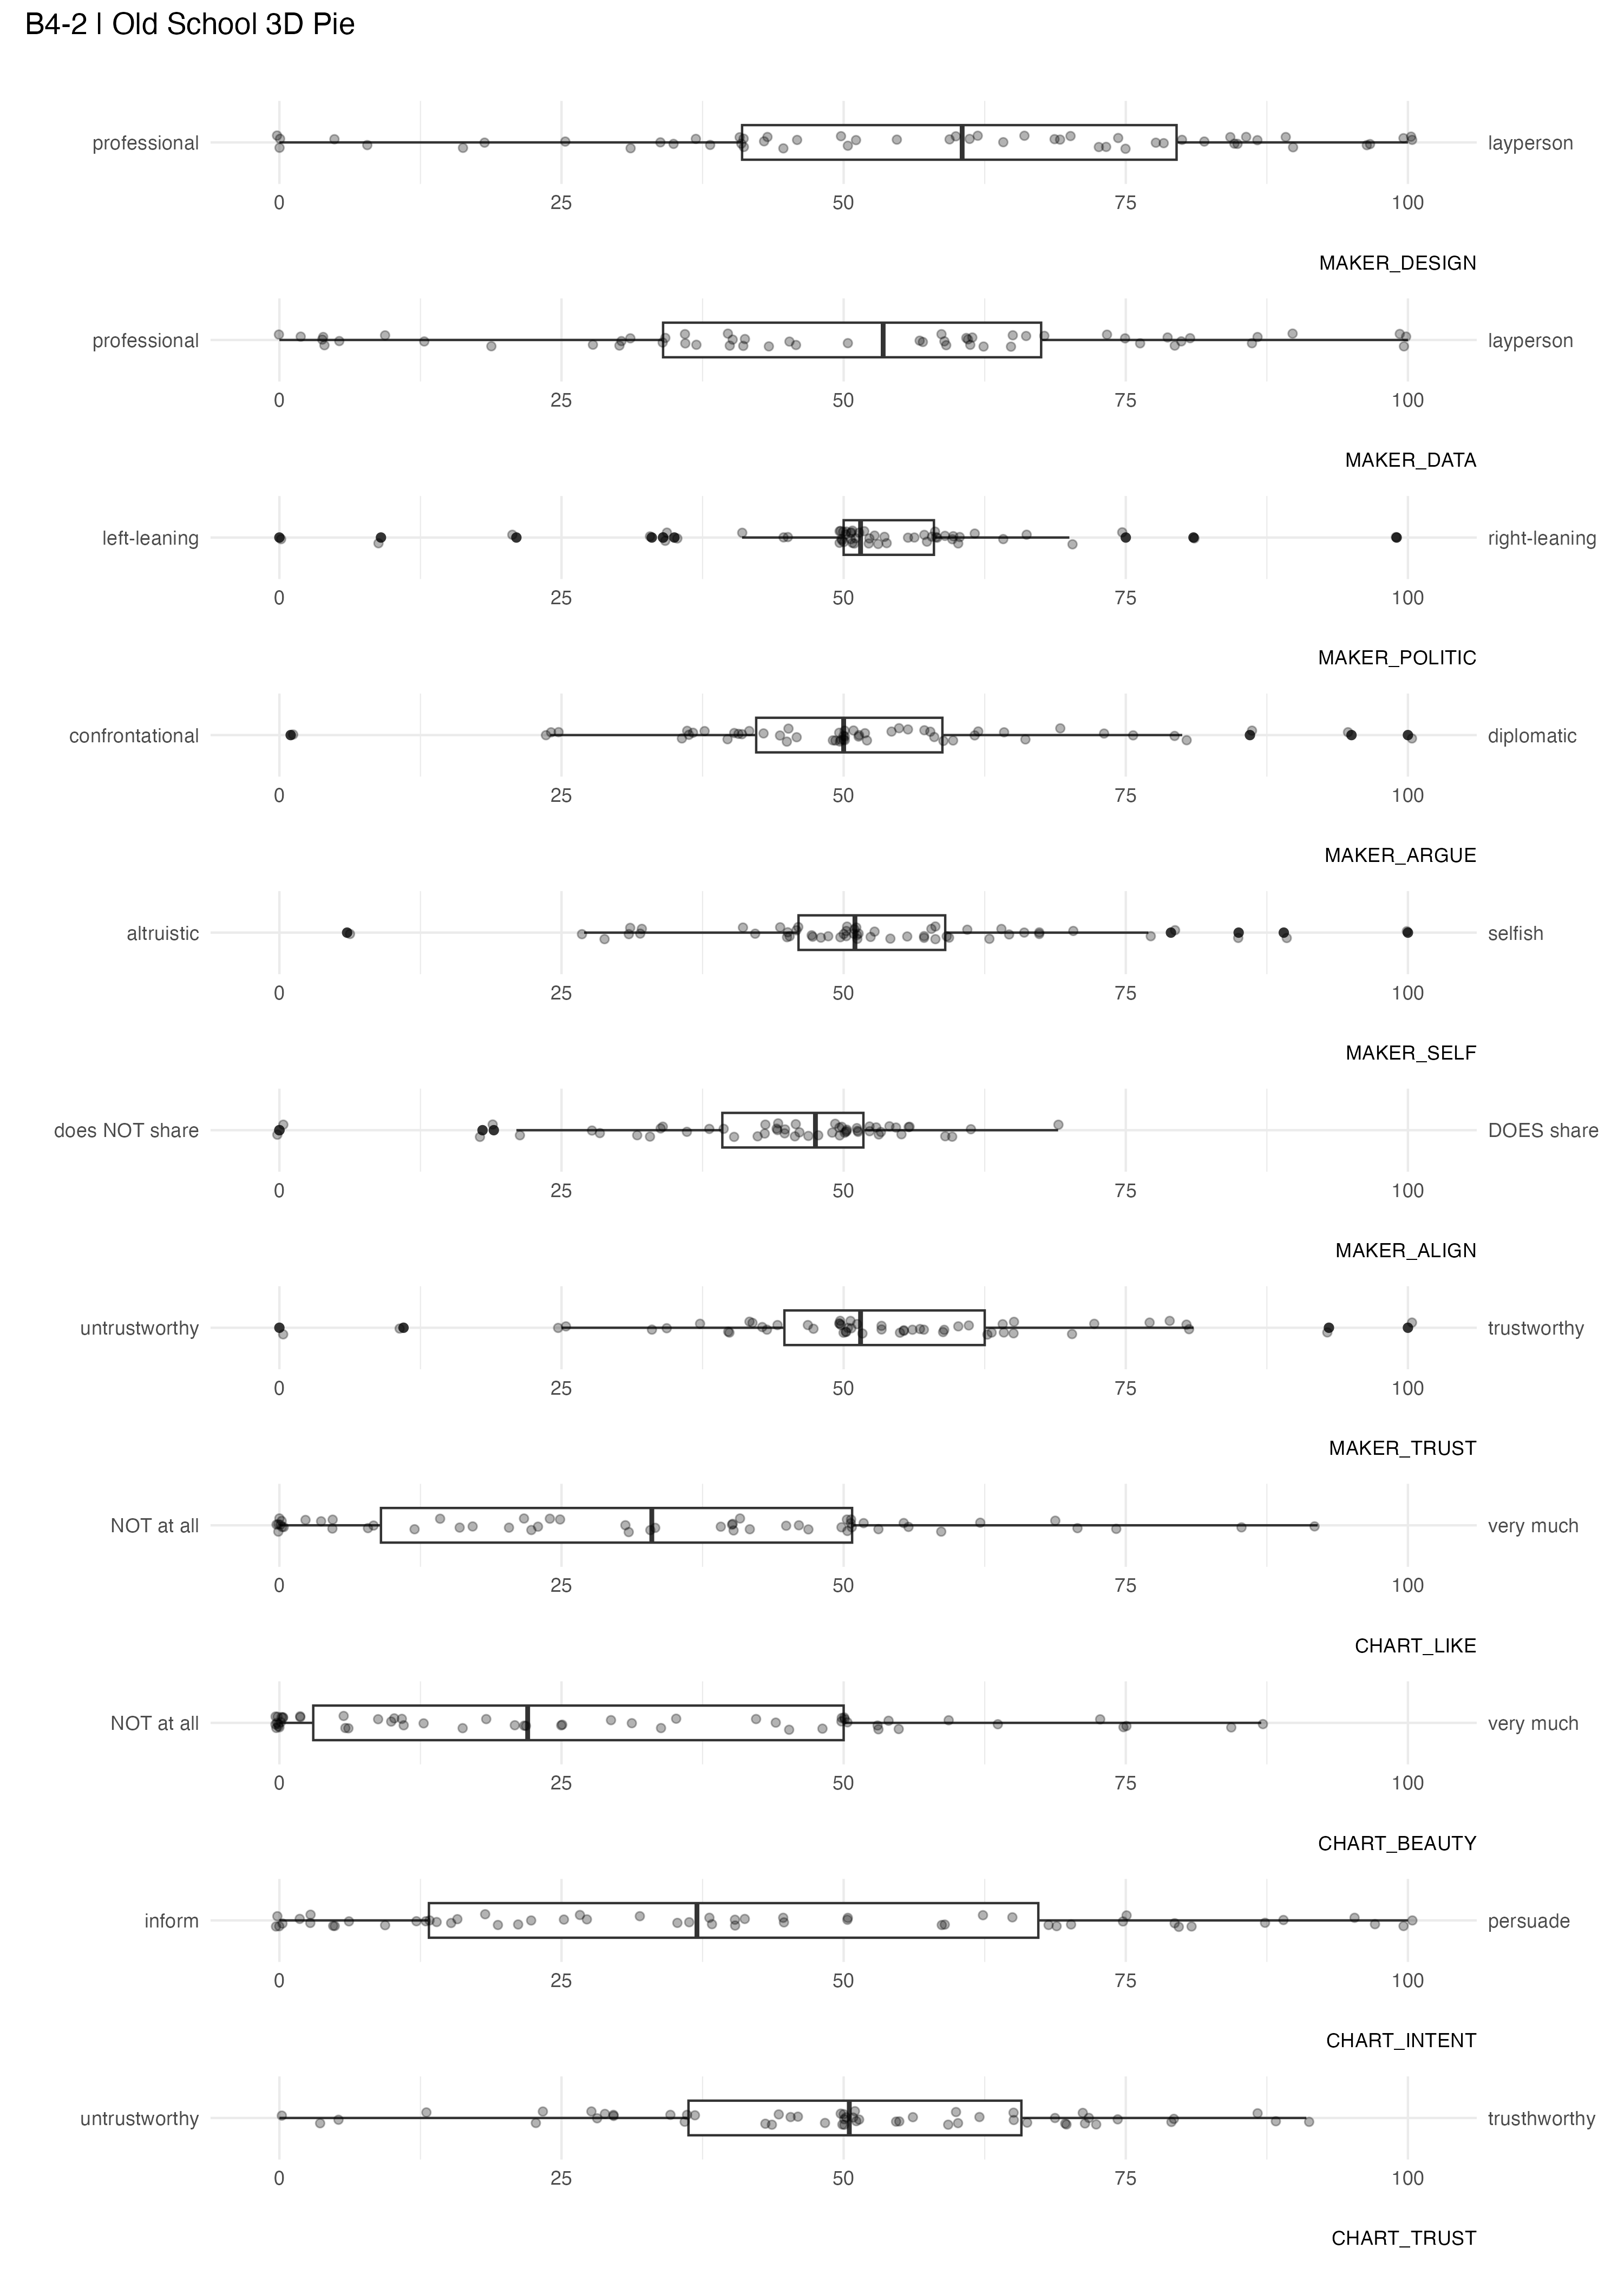 B4-2 | Old School 3D Pie
professional layperson
0 25 50 75 100
MAKER_DESIGN
professional layperson
0 25 50 75 100
MAKER_DATA
left-leaning right-leaning
0 25 50 75 100
MAKER_POLITIC
confrontational diplomatic
0 25 50 75 100
MAKER_ARGUE
altruistic selfish
0 25 50 75 100
MAKER_SELF
does NOT share DOES share
0 25 50 75 100
MAKER_ALIGN
untrustworthy trustworthy
0 25 50 75 100
MAKER_TRUST
NOT at all very much
0 25 50 75 100
CHART_LIKE
NOT at all very much
0 25 50 75 100
CHART_BEAUTY
inform persuade
0 25 50 75 100
CHART_INTENT
untrustworthy trusthworthy
0 25 50 75 100
CHART_TRUST